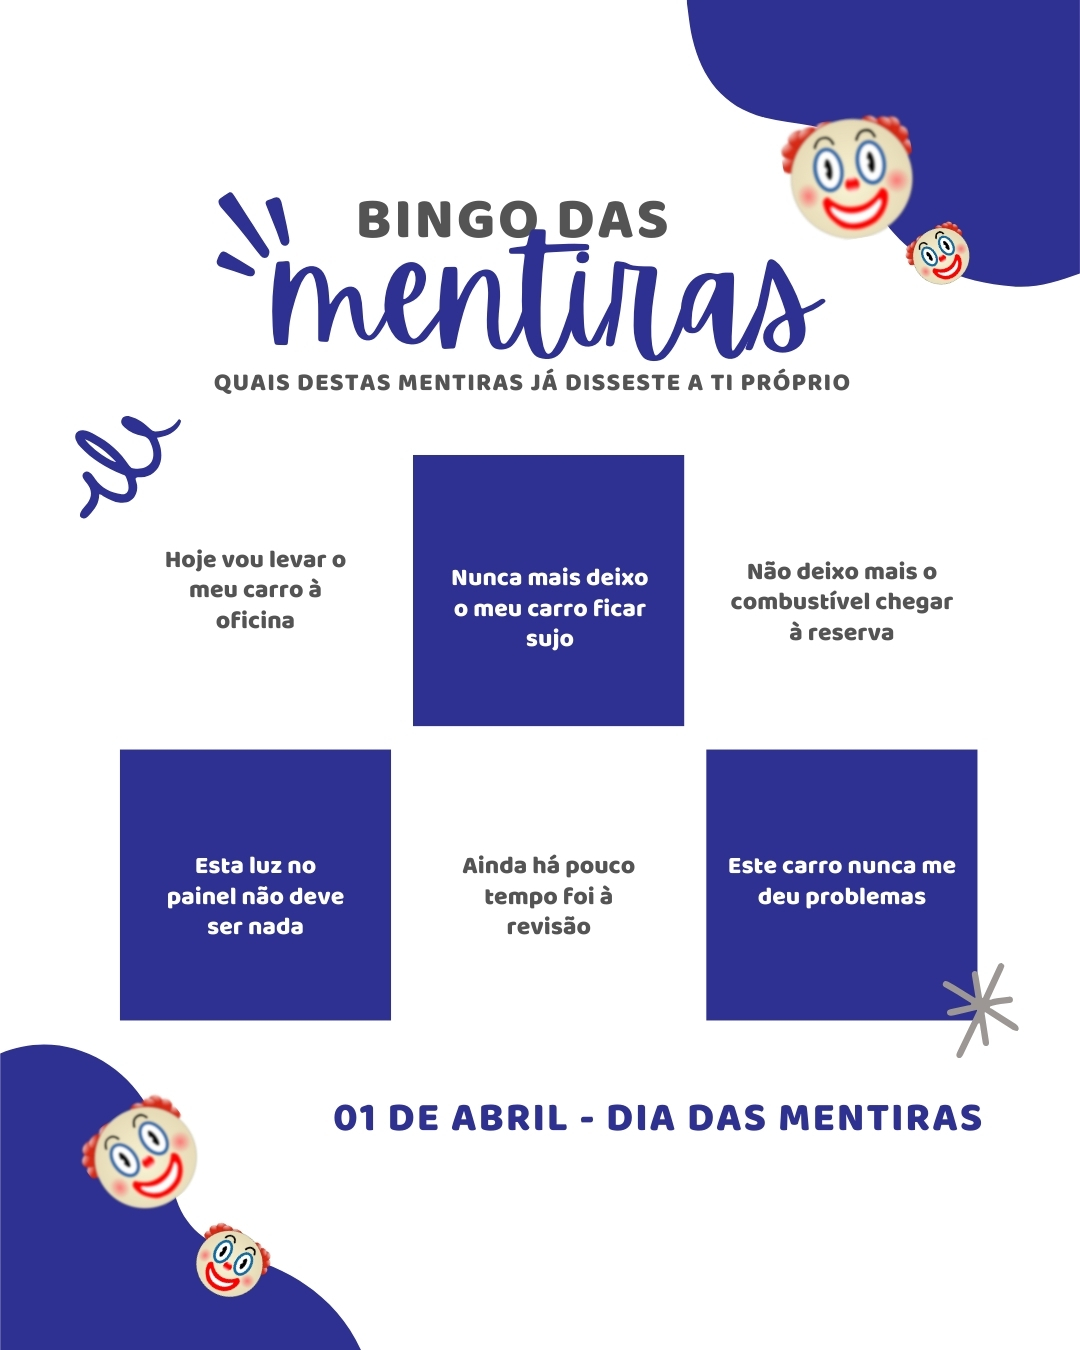 BINGO DAS
mentiras
QUAIS DESTAS MENTIRAS JÁ DISSESTE A TI PRÓPRIO
Hoje vou levar o
meu carro à
oficina
Nunca mais deixo
o meu carro ficar
sujo
Não deixo mais o
combustível chegar
à reserva
Esta luz no
painel não deve
ser nada
Ainda há pouco
tempo foi à
revisão
Este carro nunca me
deu problemas
01 DE ABRIL - DIA DAS MENTIRAS